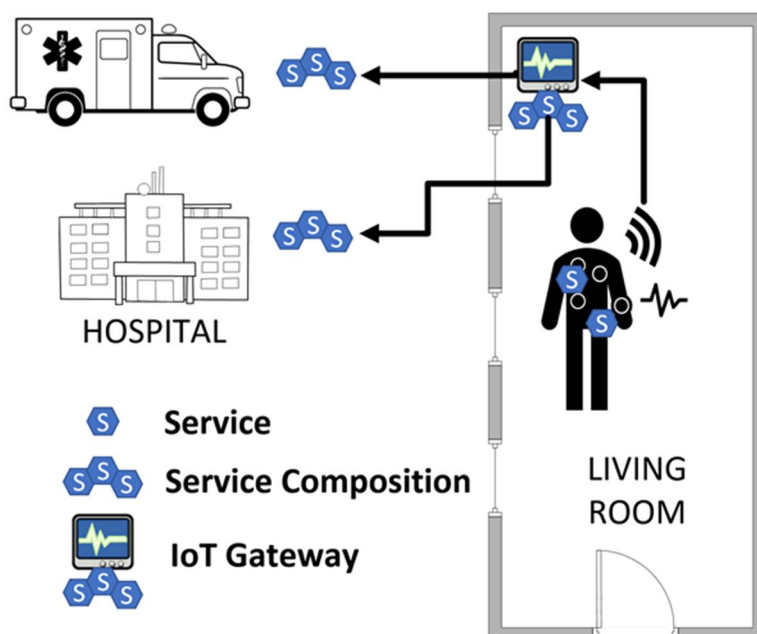 S S S
S S S
S S S
S
S
HOSPITAL
S Service
S S S Service Composition
LIVING
ROOM
IoT Gateway
S S S